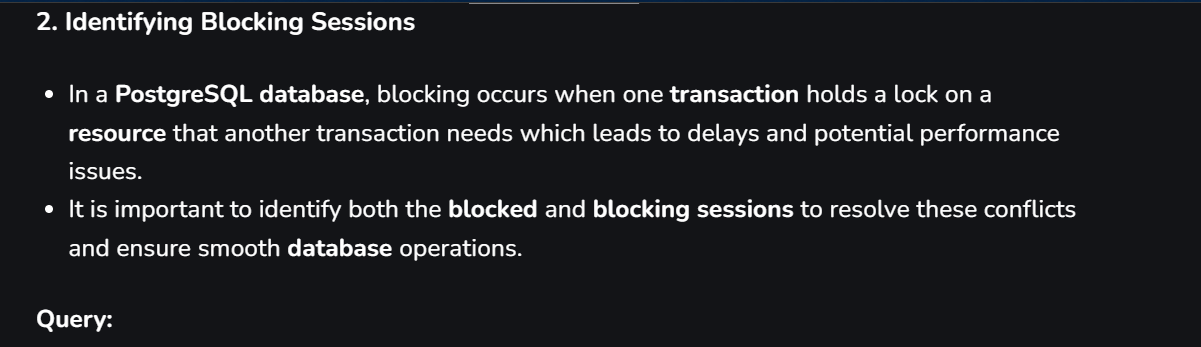 2. Identifying Blocking Sessions
• In a PostgreSQL database, blocking occurs when one transaction holds a lock on a
resource that another transaction needs which leads to delays and potential performance
issues.
• It is important to identify both the blocked and blocking sessions to resolve these conflicts
and ensure smooth database operations.
Query: